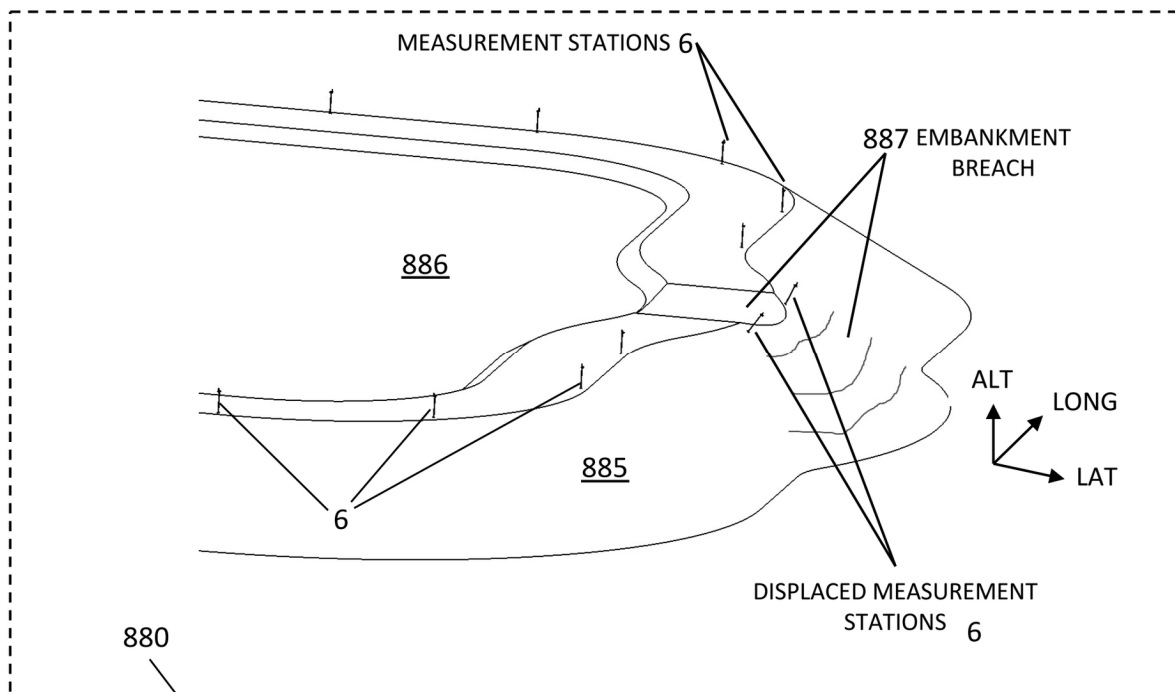 MEASUREMENT STATIONS 6
887 EMBANKMENT
BREACH
886
ALT
LONG
LAT
885
6
DISPLACED MEASUREMENT
STATIONS 6
880